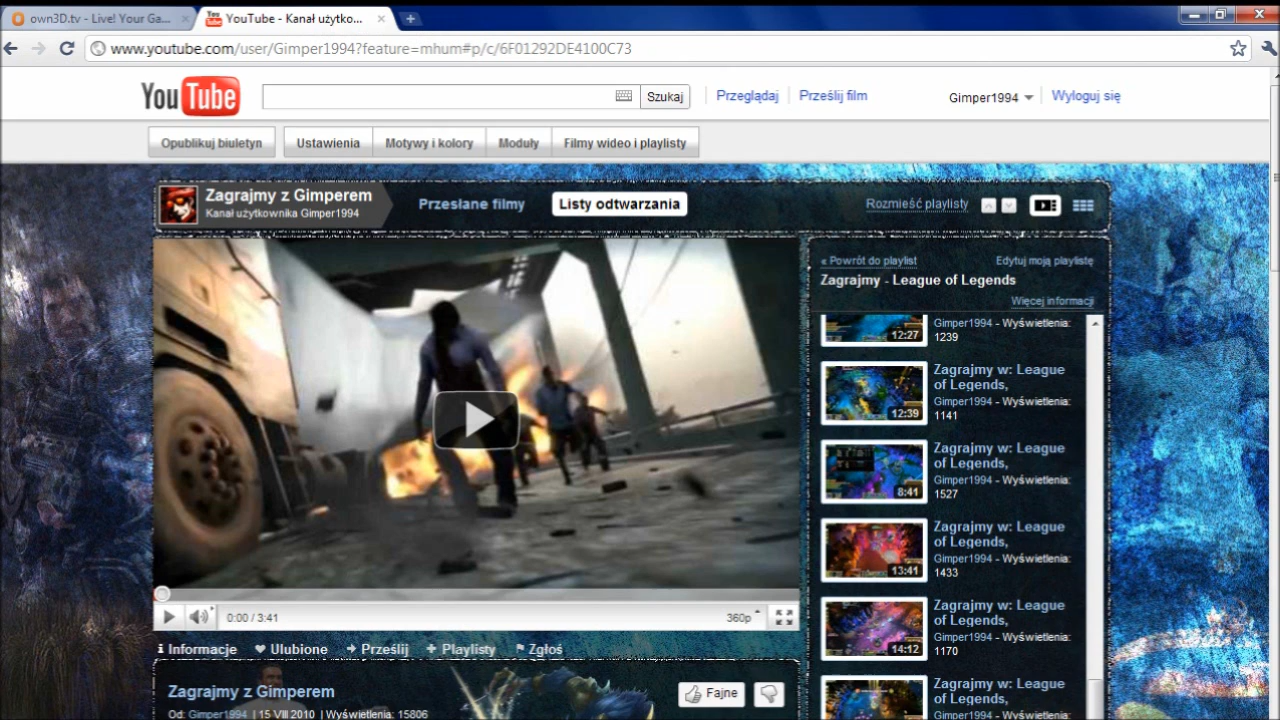 own3D.tv - Live! Your Ga...
YouTube - Kanał użytko...
www.youtube.com/user/Gimper1994?feature=mhum#p/c/6F01292DE4100C73
YouTube
Szukaj
Przeglądaj
Prześlij film
Gimper1994
Wyloguj się
Opublikuj biuletyn
Ustawienia
Motywy i kolory
Moduły
Filmy wideo i playlisty
Zagrajmy z Gimperem
Kanał użytkownika Gimper1994
Przesłane filmy
Listy odtwarzania
Rozmieść playlisty
« Powrót do playlist
Edytuj moją playlistę
Zagrajmy - League of Legends
Więcej informacji
12:27
Gimper1994 - Wyświetlenia:
1239
12:39
Zagrajmy w: League
of Legends,
Gimper1994 - Wyświetlenia:
1141
8:41
Zagrajmy w: League
of Legends,
Gimper1994 - Wyświetlenia:
1527
13:41
Zagrajmy w: League
of Legends,
Gimper1994 - Wyświetlenia:
1433
14:12
Zagrajmy w: League
of Legends,
Gimper1994 - Wyświetlenia:
1170
Zagrajmy w: League
of Legends,
Gimper1994 - Wyświetlenia:
0:00 / 3:41
360p
Informacje
Ulubione
Prześlij
Playlisty
Zgłoś
Zagrajmy z Gimperem
Fajne
Od: Gimper1994 | 15 VIII 2010 | Wyświetlenia: 15806